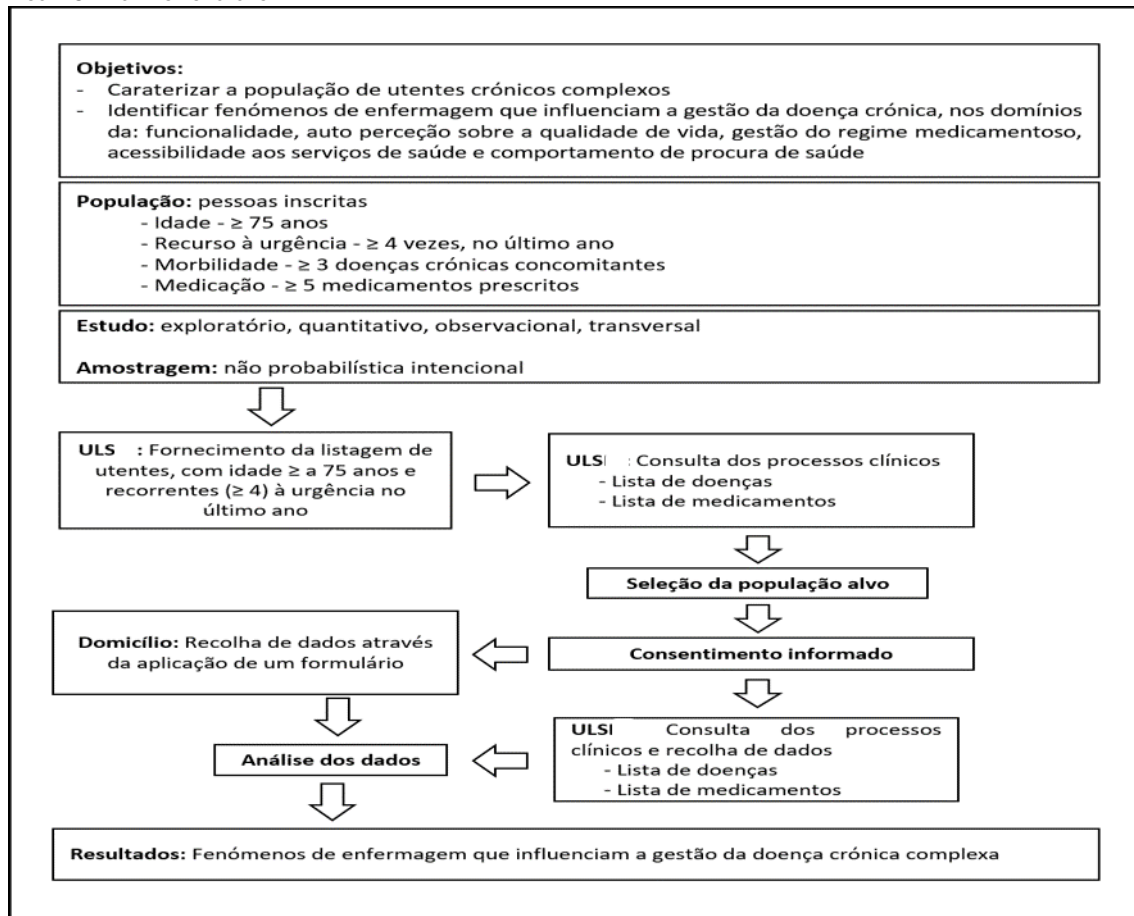 Objetivos:
- Caraterizar a população de utentes crónicos complexos
- Identificar fenómenos de enfermagem que influenciam a gestão da doença crónica, nos domínios
da: funcionalidade, auto perceção sobre a qualidade de vida, gestão do regime medicamentoso,
acessibilidade aos serviços de saúde e comportamento de procura de saúde
População: pessoas inscritas
- Idade - ≥ 75 anos
- Recurso à urgência - ≥ 4 vezes, no último ano
- Morbilidade - ≥ 3 doenças crónicas concomitantes
- Medicação - ≥ 5 medicamentos prescritos
Estudo: exploratório, quantitativo, observacional, transversal
Amostragem: não probabilística intencional
ULS : Fornecimento da listagem de
utentes, com idade ≥ a 75 anos e
recorrentes (≥ 4) à urgência no
último ano
ULS : Consulta dos processos clínicos
- Lista de doenças
- Lista de medicamentos
Seleção da população alvo
Consentimento informado
Domicílio: Recolha de dados através
da aplicação de um formulário
ULS Consulta dos processos
clínicos e recolha de dados
- Lista de doenças
- Lista de medicamentos
Análise dos dados
Resultados: Fenómenos de enfermagem que influenciam a gestão da doença crónica complexa